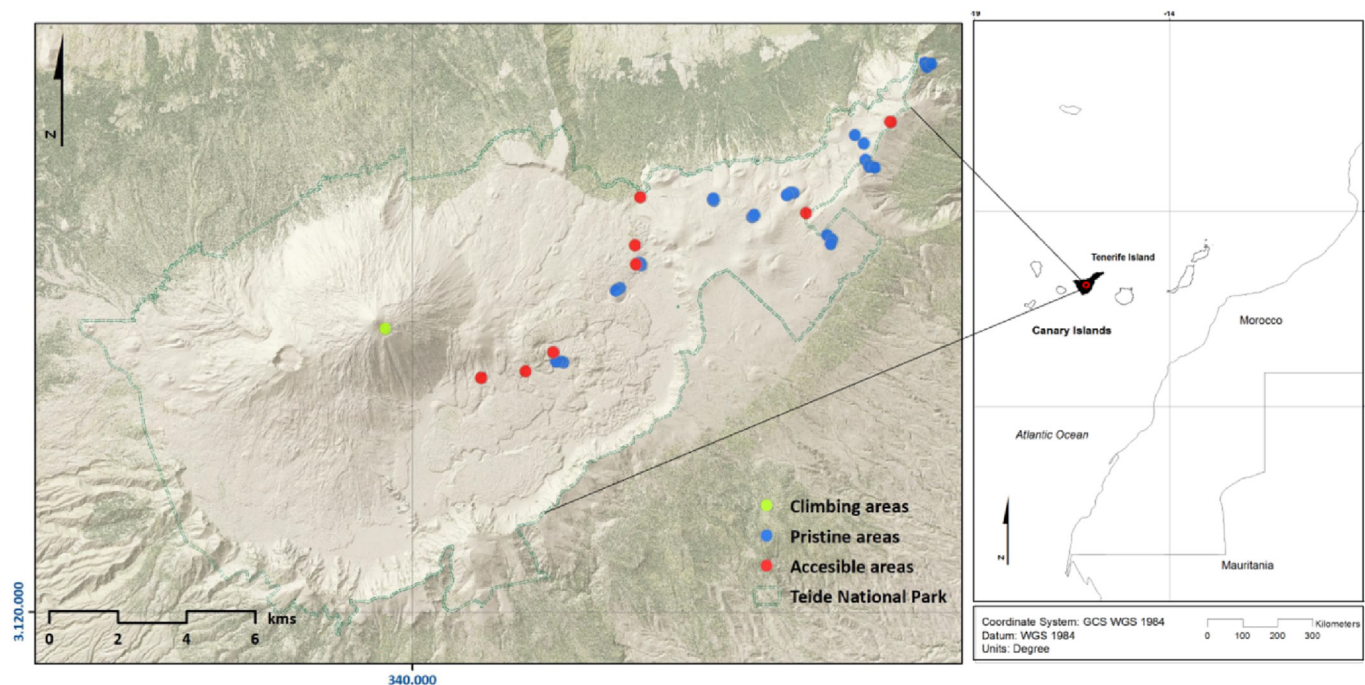 19
-14
N
Tenerife Island
Canary Islands
Morocco
Atlantic Ocean
Mauritania
N
Climbing areas
Pristine areas
Accesible areas
Teide National Park
kms
0 2 4 6
3.120.000
340.000
Coordinate System: GCS WGS 1984
Datum: WGS 1984
Units: Degree
Kilometers
0 100 200 300